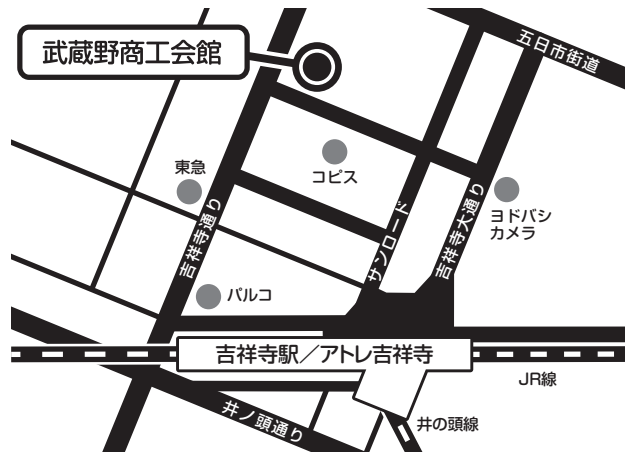 武蔵野商工会館
五日市街道
東急
コピス
ヨドバシ
カメラ
吉祥寺通り
サンロード
吉祥寺大通り
パルコ
吉祥寺駅／アトレ吉祥寺
JR線
井ノ頭通り
井の頭線